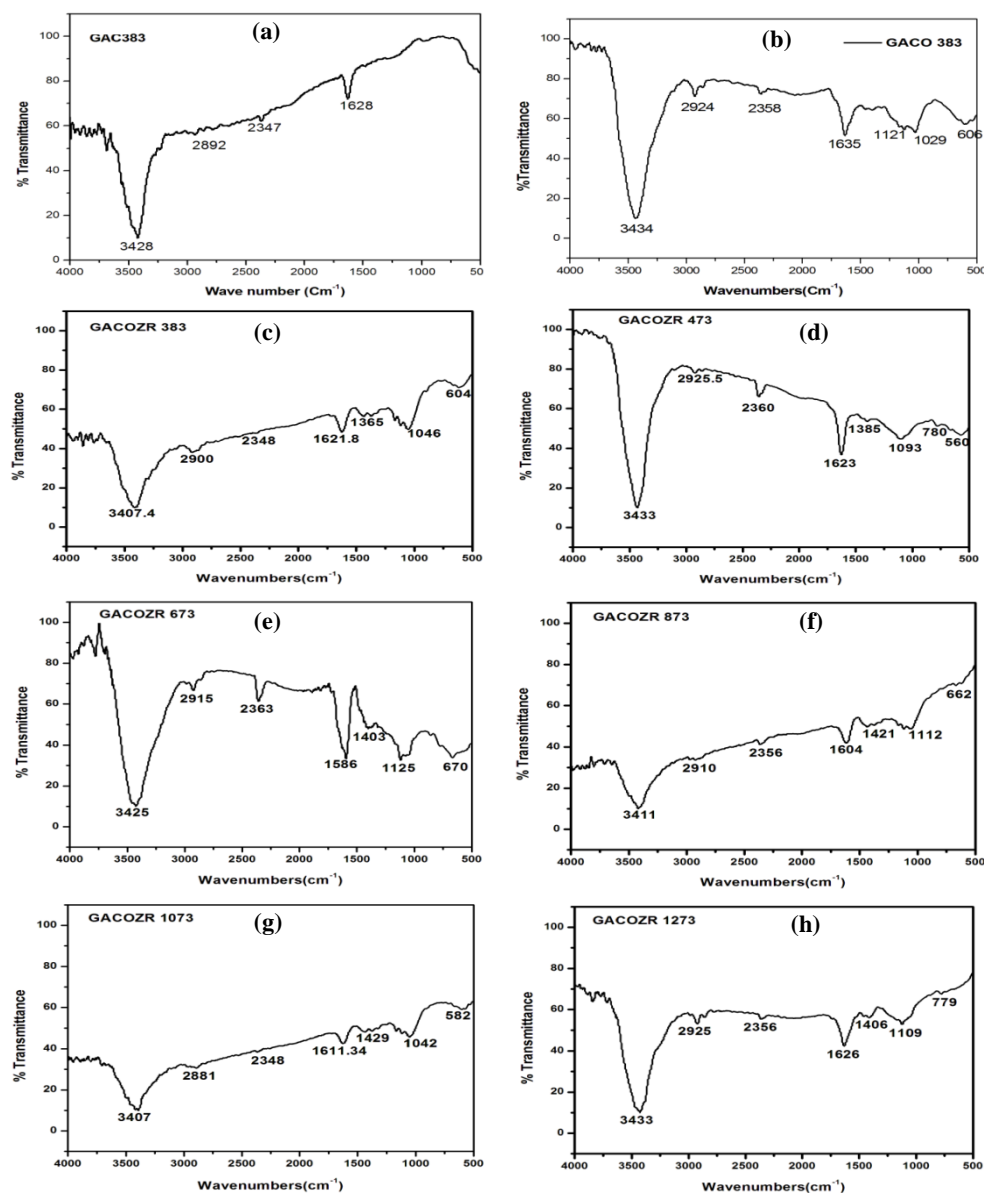 (a)
GAC383
% Transmittance
100
80
60
40
20
0
2892
2347
1628
3428
4000 3500 3000 2500 2000 1500 1000 500
Wave number (Cm-1)
(b)
GACO 383
%Transmittance
100
80
60
40
20
0
2924
2358
1635
1121
1029
606
3434
4000 3500 3000 2500 2000 1500 1000 500
Wavenumbers(Cm-1)
GACOZR 383
(c)
% Transmittance
100
80
60
40
20
0
2900
2348
1621.8
1365
1046
604
3407.4
4000 3500 3000 2500 2000 1500 1000 500
Wavenumbers(cm-1)
GACOZR 473
(d)
% Transmittance
100
80
60
40
20
0
2925.5
2360
1623
1385
1093
780
560
3433
4000 3500 3000 2500 2000 1500 1000 500
Wavenumbers(cm-1)
GACOZR 673
(e)
% Transmittance
100
80
60
40
20
0
2915
2363
1586
1403
1125
670
3425
4000 3500 3000 2500 2000 1500 1000 500
Wavenumbers(cm-1)
GACOZR 873
(f)
% Transmittance
100
80
60
40
20
0
2910
2356
1604
1421
1112
662
3411
4000 3500 3000 2500 2000 1500 1000 500
Wavenumbers(cm-1)
GACOZR 1073
(g)
% Transmittance
100
80
60
40
20
0
2881
2348
1611.34
1429
1042
582
3407
4000 3500 3000 2500 2000 1500 1000 500
Wavenumbers(cm-1)
GACOZR 1273
(h)
% Transmittance
100
80
60
40
20
0
2925
2356
1626
1406
1109
779
3433
4000 3500 3000 2500 2000 1500 1000 500
Wavenumbers(cm-1)